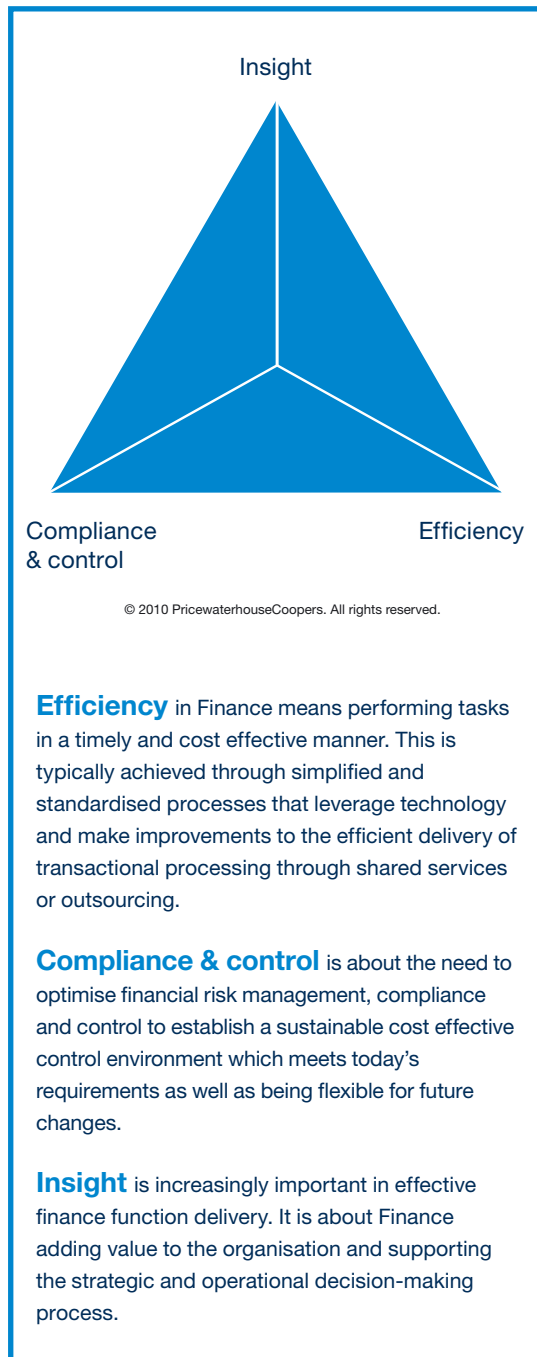 Insight
Compliance
& control
Efficiency
© 2010 PricewaterhouseCoopers. All rights reserved.
Efficiency in Finance means performing tasks
in a timely and cost effective manner. This is
typically achieved through simplified and
standardised processes that leverage technology
and make improvements to the efficient delivery of
transactional processing through shared services
or outsourcing.
Compliance & control is about the need to
optimise financial risk management, compliance
and control to establish a sustainable cost effective
control environment which meets today’s
requirements as well as being flexible for future
changes.
Insight is increasingly important in effective
finance function delivery. It is about Finance
adding value to the organisation and supporting
the strategic and operational decision-making
process.